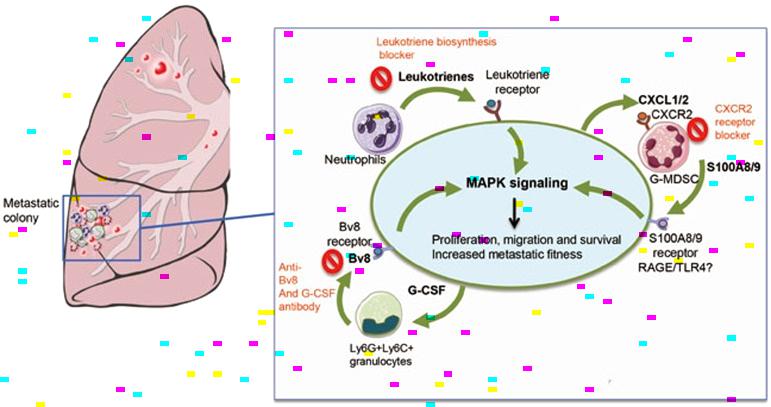 Leukotriene biosynthesis
blocker
Leukotrienes
Leukotriene
receptor
Neutrophils
CXCL1/2
CXCR2
CXCR2
receptor
blocker
G-MDSC
S100A8/9
MAPK signaling
Metastatic
colony
Bv8
receptor
Bv8
Proliferation, migration and survival
Increased metastatic fitness
S100A8/9
receptor
RAGE/TLR4?
Anti-
Bv8
And G-CSF
antibody
G-CSF
Ly6G+Ly6C+
granulocytes